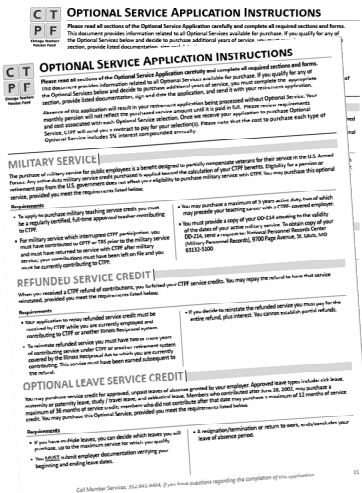 CT
PF
Chicago Teachers'
Pension Fund
OPTIONAL SERVICE APPLICATION INSTRUCTIONS
Please read all sections of the Optional Service Application carefully and complete all required sections and forms.
This document provides information related to all Optional Services available for purchase. If you qualify for any
of the Optional Services below and decide to purchase additional years of service,
section, provide listed documentation,
CT
PF
Chicago Teachers'
Pension Fund
OPTIONAL SERVICE APPLICATION INSTRUCTIONS
Please read all sections of the Optional Service Application carefully and complete all required sections and forms.
This document provides information related to all Optional Services available for purchase. If you qualify for any of
the Optional Services below and decide to purchase additional years of service, you must complete the appropriate
section, provide listed documentation, sign and date the application, and send it with your retirement application.
Absence of this application will result in your retirement application being processed without Optional Service. Your
monthly pension will not reflect the purchased service amount until it is paid in full. Please review requirements
and cost associated with each Optional Service selection. Once we receive your application to purchase Optional
Service, CTPF will send you a contract to pay for your selection(s). Please note that the cost to purchase each type of
Optional Service includes 5% interest compounded annually.
MILITARY SERVICE
The purchase of military service for public employees is a benefit designed to partially compensate veterans for their service in the U.S. Armed
Forces. Any active duty military service credit purchased is applied toward the calculation of your CTPF benefits. Eligibility for a pension or
retirement pay from the U.S. government does not affect your eligibility to purchase military service with CTPF. You may purchase this optional
service, provided you meet the requirements listed below.
Requirements
• To apply to purchase military teaching service credit you must
be a regularly certified, full-time appointed teacher contributing
to CTPF.
• For military service which interrupted CTPF participation, you
must have contributed to CTPF or TRS prior to the military service
and must have returned to service with CTPF after military
service; your contributions must have been left on file and you
must be currently contributing to CTPF.
• You may purchase a maximum of 5 years active duty, two of which
may precede your teaching career with a CTPF-covered employer.
• You must provide a copy of your DD-214 attesting to the validity
of the dates of your active military service. To obtain copy of your
DD-214, send a request to: National Personnel Records Center
(Military Personnel Records), 9700 Page Avenue, St. Louis, MO
63132-5100
REFUNDED SERVICE CREDIT
When you received a CTPF refund of contributions, you forfeited your CTPF service credits. You may repay the refund to have that service
reinstated, provided you meet the requirements listed below.
Requirements
• Your application to repay refunded service credit must be
received by CTPF while you are currently employed and
contributing to CTPF or another Illinois Reciprocal system
• To reinstate refunded service you must have two or more years
of contributing service under CTPF or another retirement system
covered by the Illinois Reciprocal Act to which you are currently
contributing. This service must have been earned subsequent to
the refund.
• If you decide to reinstate the refunded service you must pay for the
entire refund, plus interest. You cannot establish partial refunds.
OPTIONAL LEAVE SERVICE CREDIT
You may purchase service credit for approved, unpaid leaves of absence granted by your employer. Approved leave types include: sick leave,
maternity or paternity leave, study / travel leave, and sabbatical leave. Members who contributed after June 28, 2002, may purchase a
maximum of 36 months of service credit; members who did not contribute after that date may purchase a maximum of 12 months of service
credit. You may purchase this Optional Service, provided you meet the requirements listed below:
Requirements
• If you have multiple leaves, you can decide which leaves you will
purchase, up to the maximum service for which you qualify
• You MUST submit employer documentation verifying your
beginning and ending leave dates.
• A resignation/termination or return to work, ends/concludes your
leave of absence period.
Call Member Services, 312.641.4464, if you have questions regarding the completion of this application
15